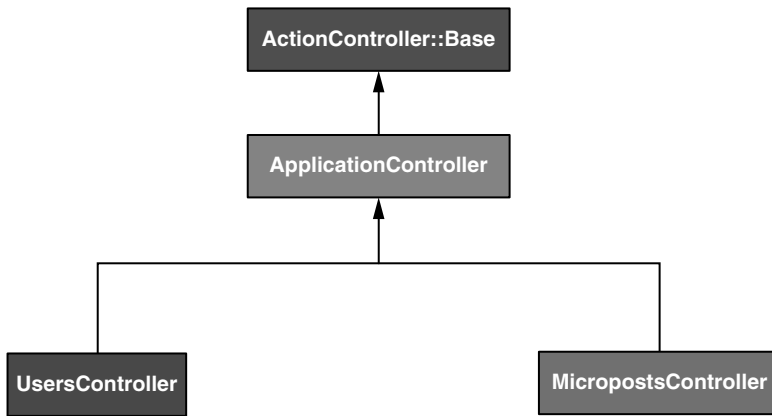 ActionController::Base
ApplicationController
UsersController
MicropostsController